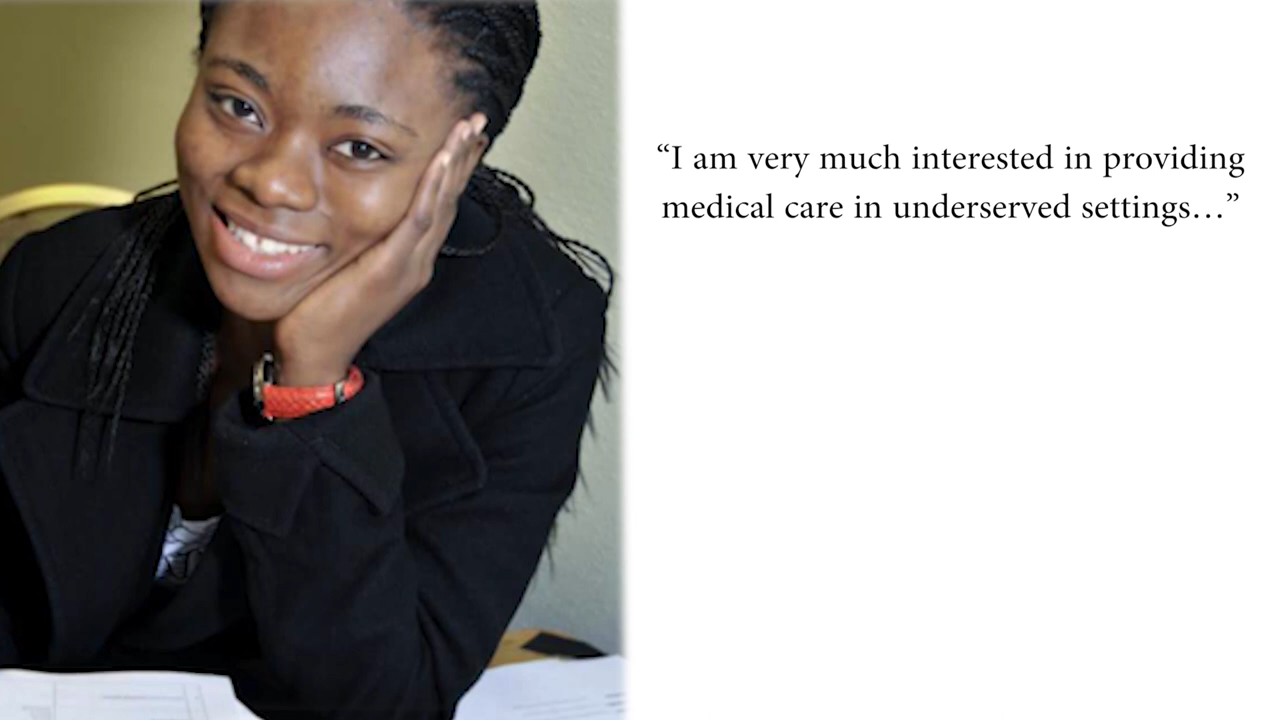 “I am very much interested in providing
medical care in underserved settings…”